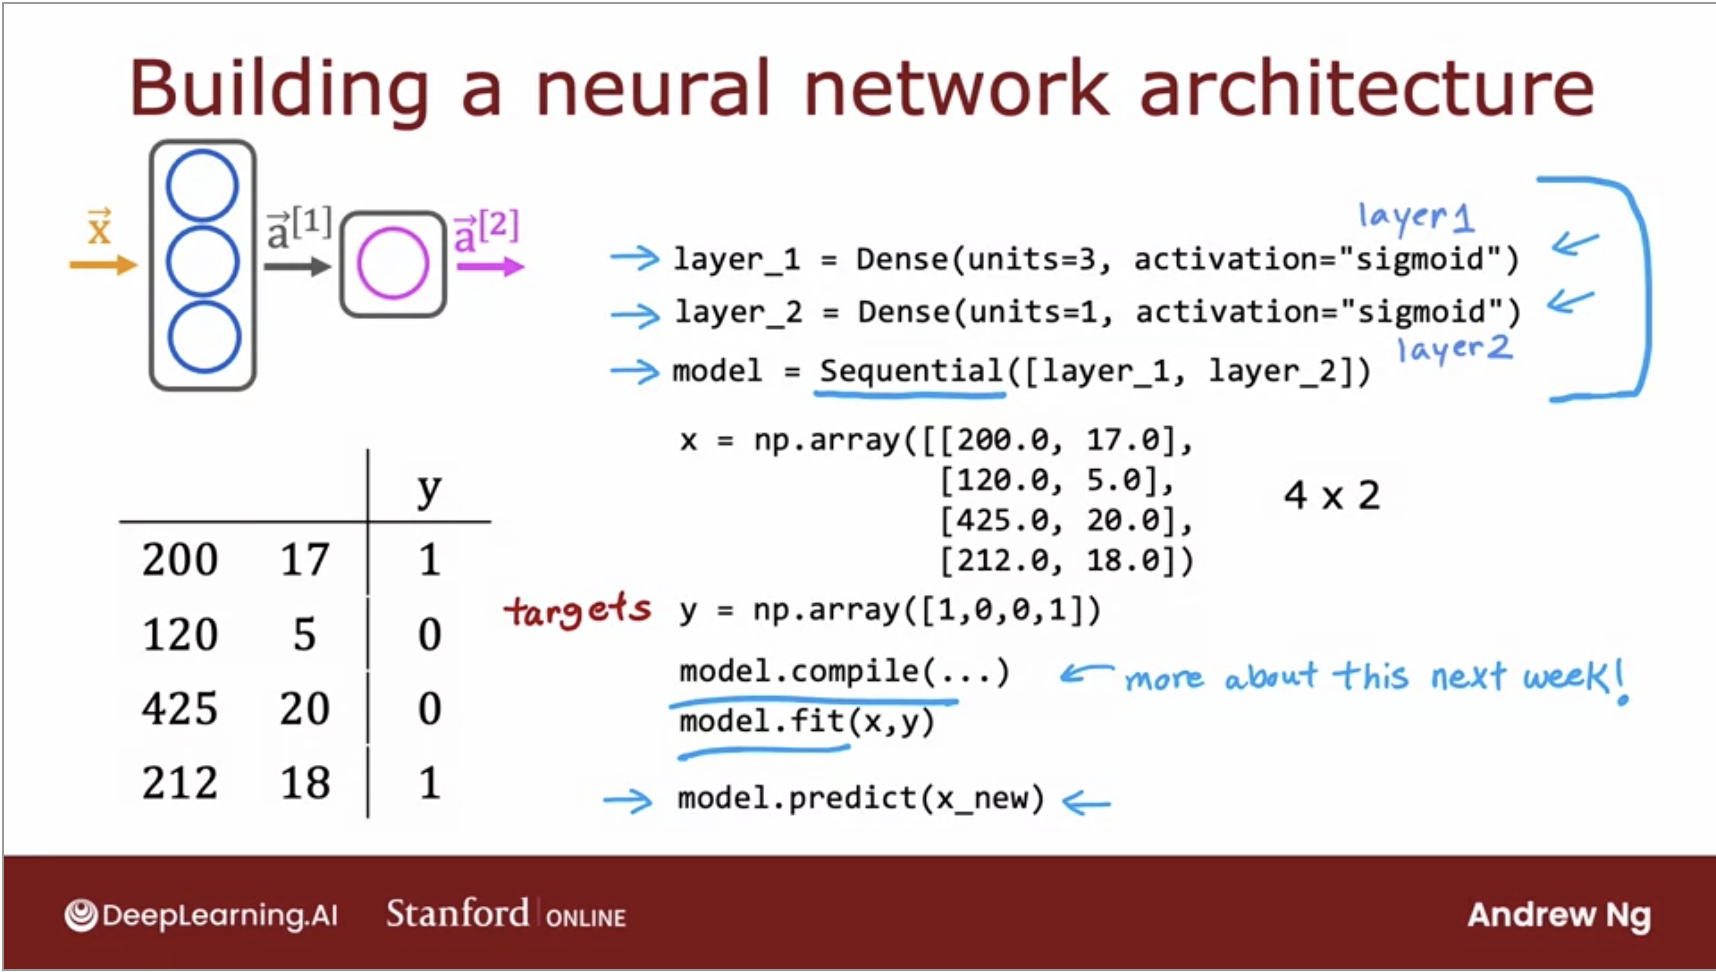 Building a neural network architecture
x⃗
a⃗[1]
a⃗[2]
layer1
layer_1 = Dense(units=3, activation="sigmoid")
layer_2 = Dense(units=1, activation="sigmoid")
layer2
model = Sequential([layer_1, layer_2])
x = np.array([[200.0, 17.0],
[120.0, 5.0],
[425.0, 20.0],
[212.0, 18.0])
4 x 2
y
200 17 1
120 5 0
425 20 0
212 18 1
targets y = np.array([1,0,0,1])
model.compile(...) more about this next week!
model.fit(x,y)
model.predict(x_new)
DeepLearning.AI Stanford ONLINE Andrew Ng